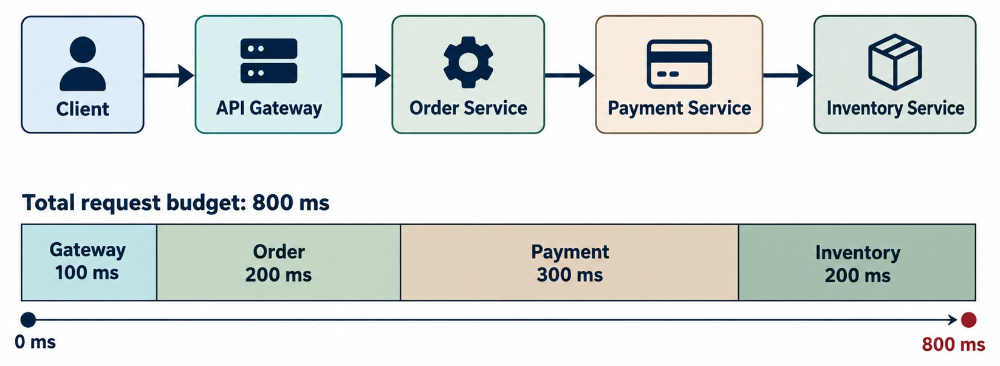 Client
API Gateway
Order Service
Payment Service
Inventory Service
Total request budget: 800 ms
Gateway
100 ms
Order
200 ms
Payment
300 ms
Inventory
200 ms
0 ms
800 ms